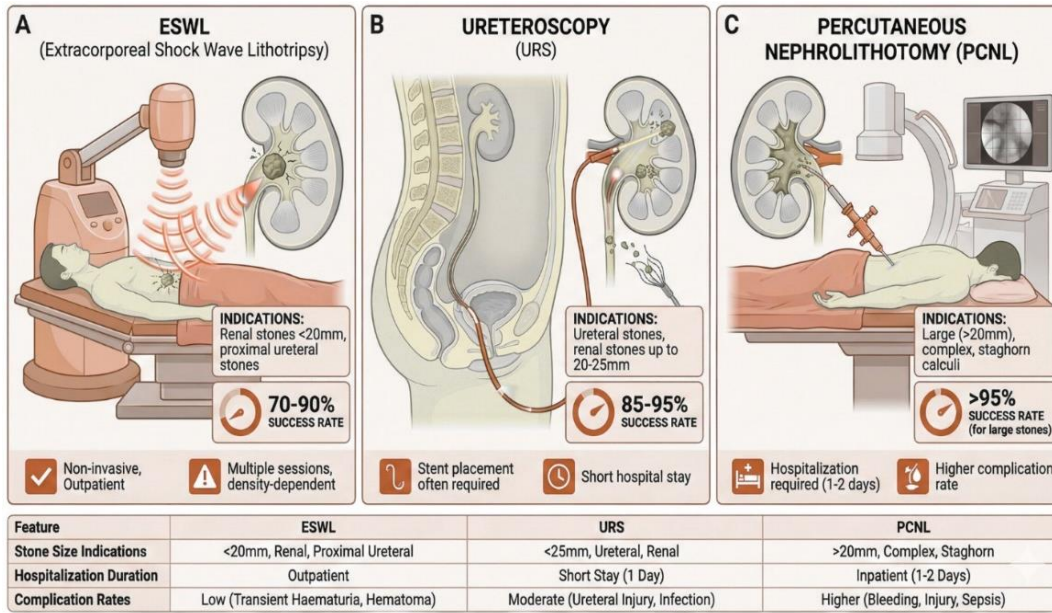 A
ESWL
(Extracorporeal Shock Wave Lithotripsy)
INDICATIONS:
Renal stones <20mm,
proximal ureteral
stones
70-90%
SUCCESS RATE
Non-invasive,
Outpatient
Multiple sessions,
density-dependent
B
URETEROSCOPY
(URS)
INDICATIONS:
Ureteral stones,
renal stones up to
20-25mm
85-95%
SUCCESS RATE
Stent placement
often required
Short hospital stay
C
PERCUTANEOUS
NEPHROLITHOTOMY (PCNL)
INDICATIONS:
Large (>20mm),
complex, staghorn
calculi
>95%
SUCCESS RATE
(for large stones)
Hospitalization
required (1-2 days)
Higher complication
rate
Feature ESWL URS PCNL
Stone Size Indications <20mm, Renal, Proximal Ureteral <25mm, Ureteral, Renal >20mm, Complex, Staghorn
Hospitalization Duration Outpatient Short Stay (1 Day) Inpatient (1-2 Days)
Complication Rates Low (Transient Haematuria, Hematoma) Moderate (Ureteral Injury, Infection) Higher (Bleeding, Injury, Sepsis)